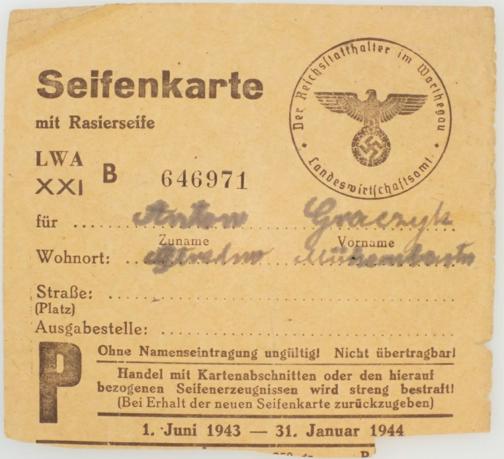 Seifenkarte
mit Rasierseife
Der Reichsstatthalter im Warthegau
Landeswirtschaftsamt
LWA
XXI B 646971
für Anton Graczyk
Zuname Vorname
Wohnort:
Straße:
(Platz)
Ausgabestelle:
P
Ohne Namenseintragung ungültig! Nicht übertragbar!
Handel mit Kartenabschnitten oder den hierauf
bezogenen Seifenerzeugnissen wird streng bestraft!
(Bei Erhalt der neuen Seifenkarte zurückzugeben)
1. Juni 1943 — 31. Januar 1944